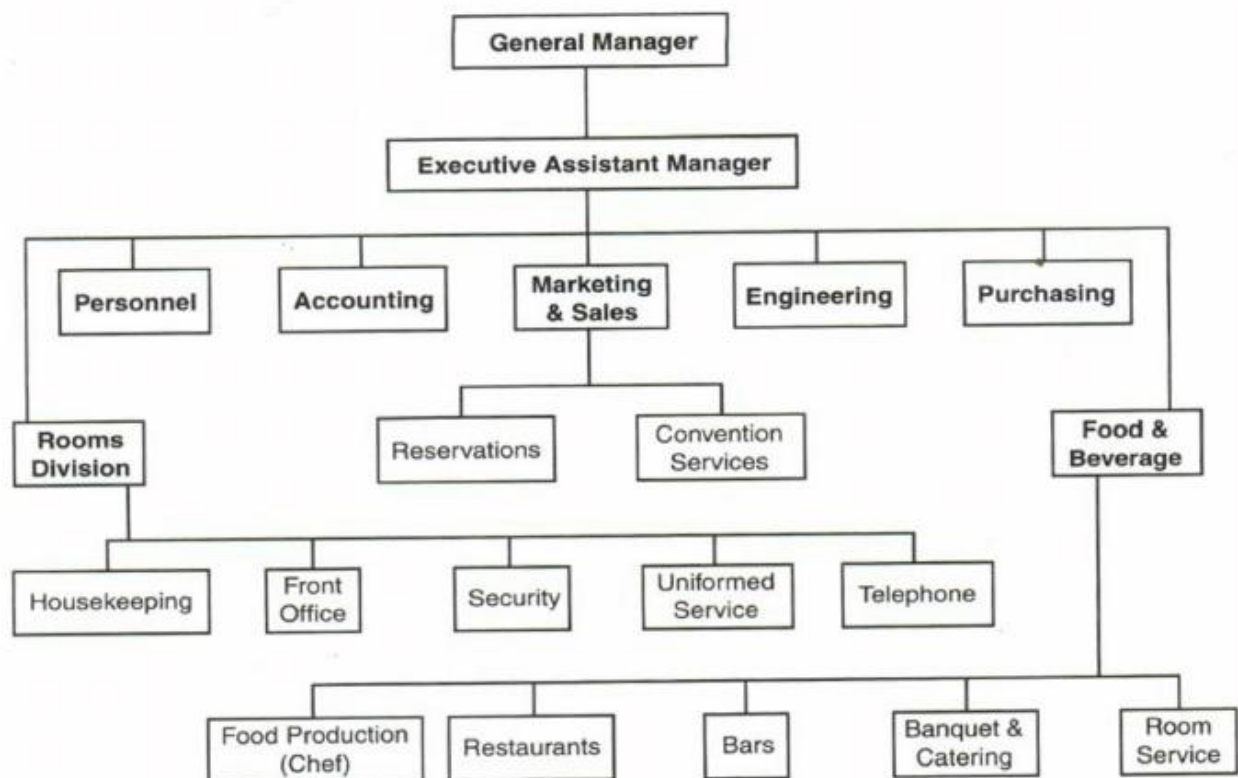 General Manager
Executive Assistant Manager
Personnel
Accounting
Marketing
& Sales
Engineering
Purchasing
Rooms
Division
Reservations
Convention
Services
Food &
Beverage
Housekeeping
Front
Office
Security
Uniformed
Service
Telephone
Food Production
(Chef)
Restaurants
Bars
Banquet &
Catering
Room
Service